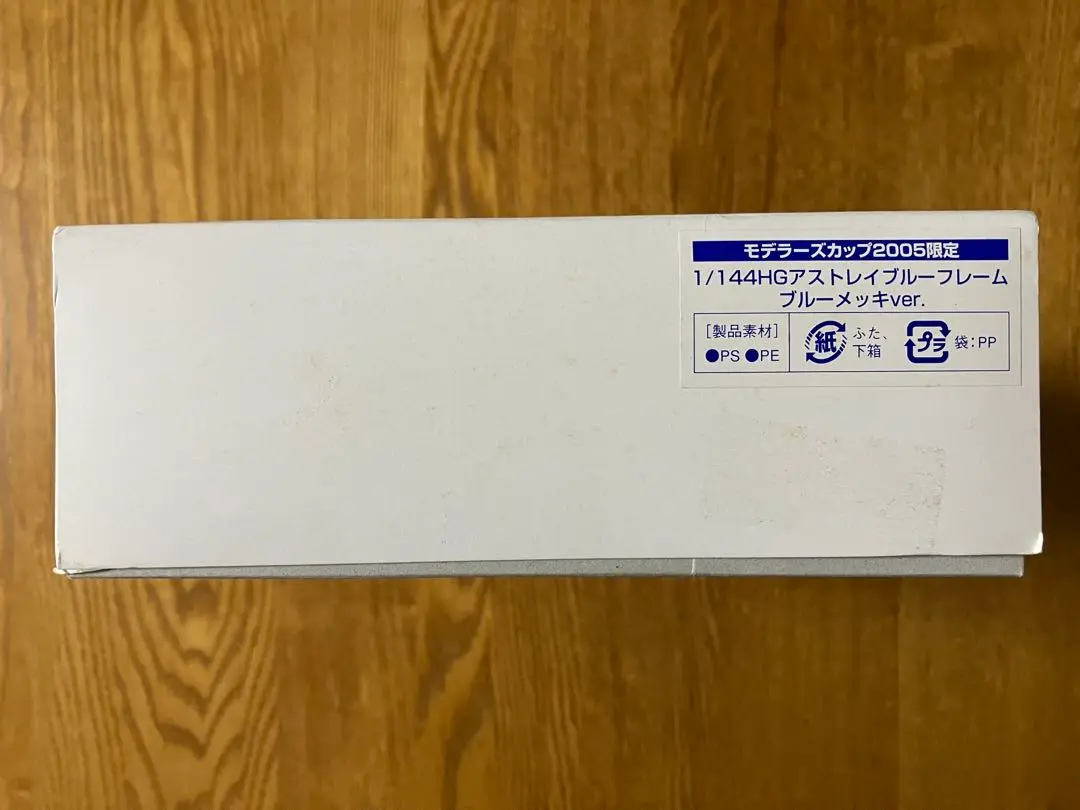 モデラーズカップ2005限定
1/144HGアストレイブルーフレーム
ブルーメッキver.
[製品素材]
●PS ●PE
紙
ふた、
下箱
プラ
袋:PP